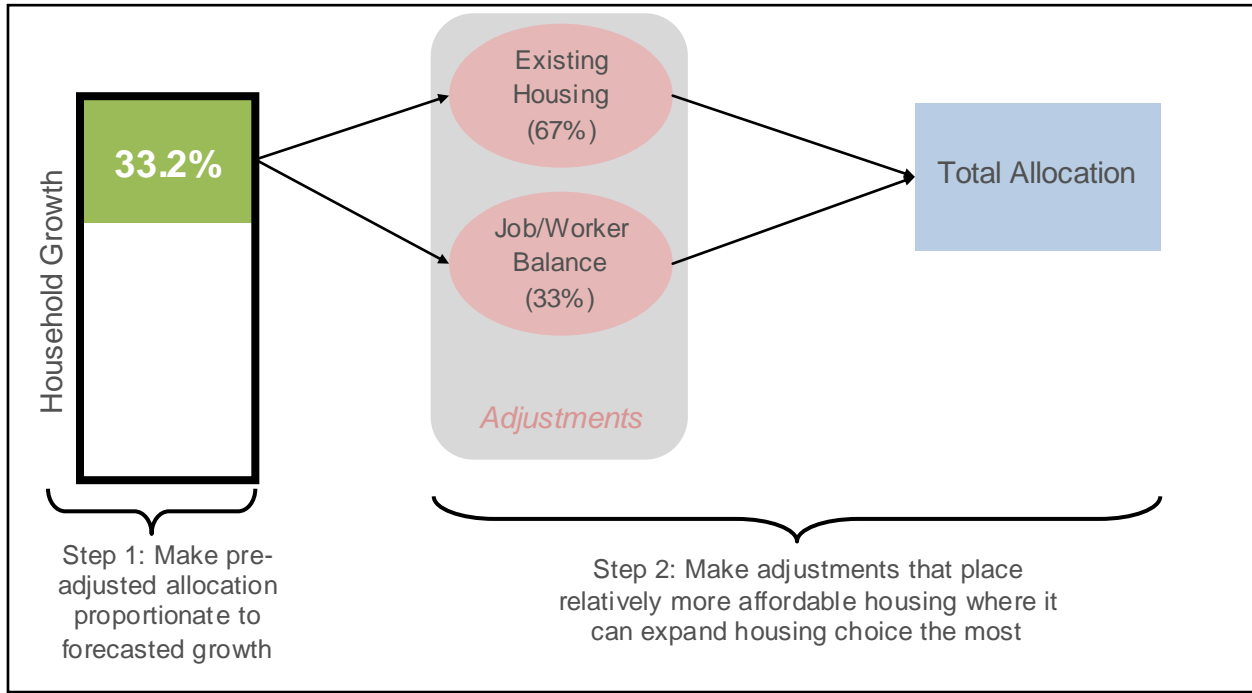 Household Growth
33.2%
Existing
Housing
(67%)
Job/Worker
Balance
(33%)
Adjustments
Total Allocation
Step 1: Make pre-
adjusted allocation
proportionate to
forecasted growth
Step 2: Make adjustments that place
relatively more affordable housing where it
can expand housing choice the most